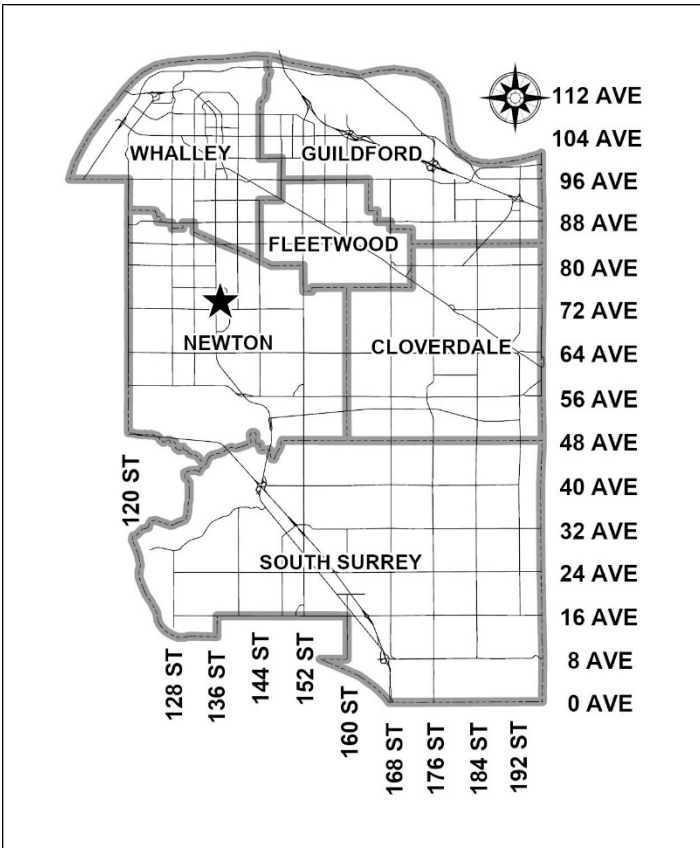 112 AVE
104 AVE
WHALLEY
GUILDFORD
96 AVE
88 AVE
FLEETWOOD
80 AVE
72 AVE
NEWTON
CLOVERDALE
64 AVE
56 AVE
48 AVE
120 ST
40 AVE
32 AVE
SOUTH SURREY
24 AVE
16 AVE
128 ST
136 ST
144 ST
152 ST
160 ST
8 AVE
0 AVE
168 ST
176 ST
184 ST
192 ST